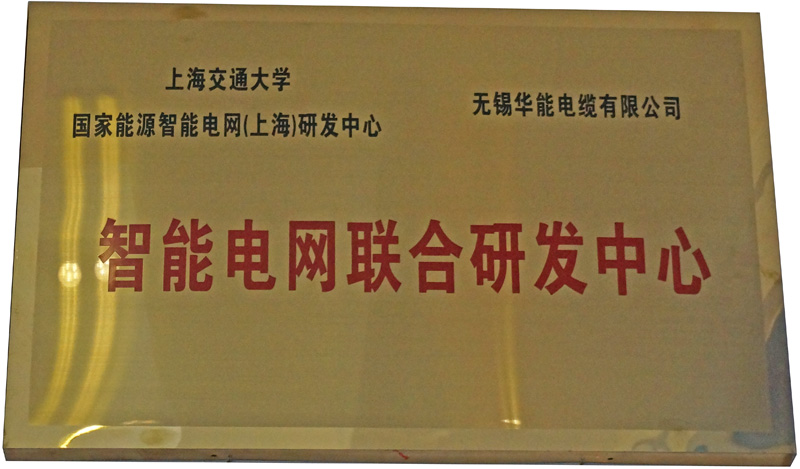 上海交通大学
国家能源智能电网(上海)研发中心
无锡华能电缆有限公司
智能电网联合研发中心